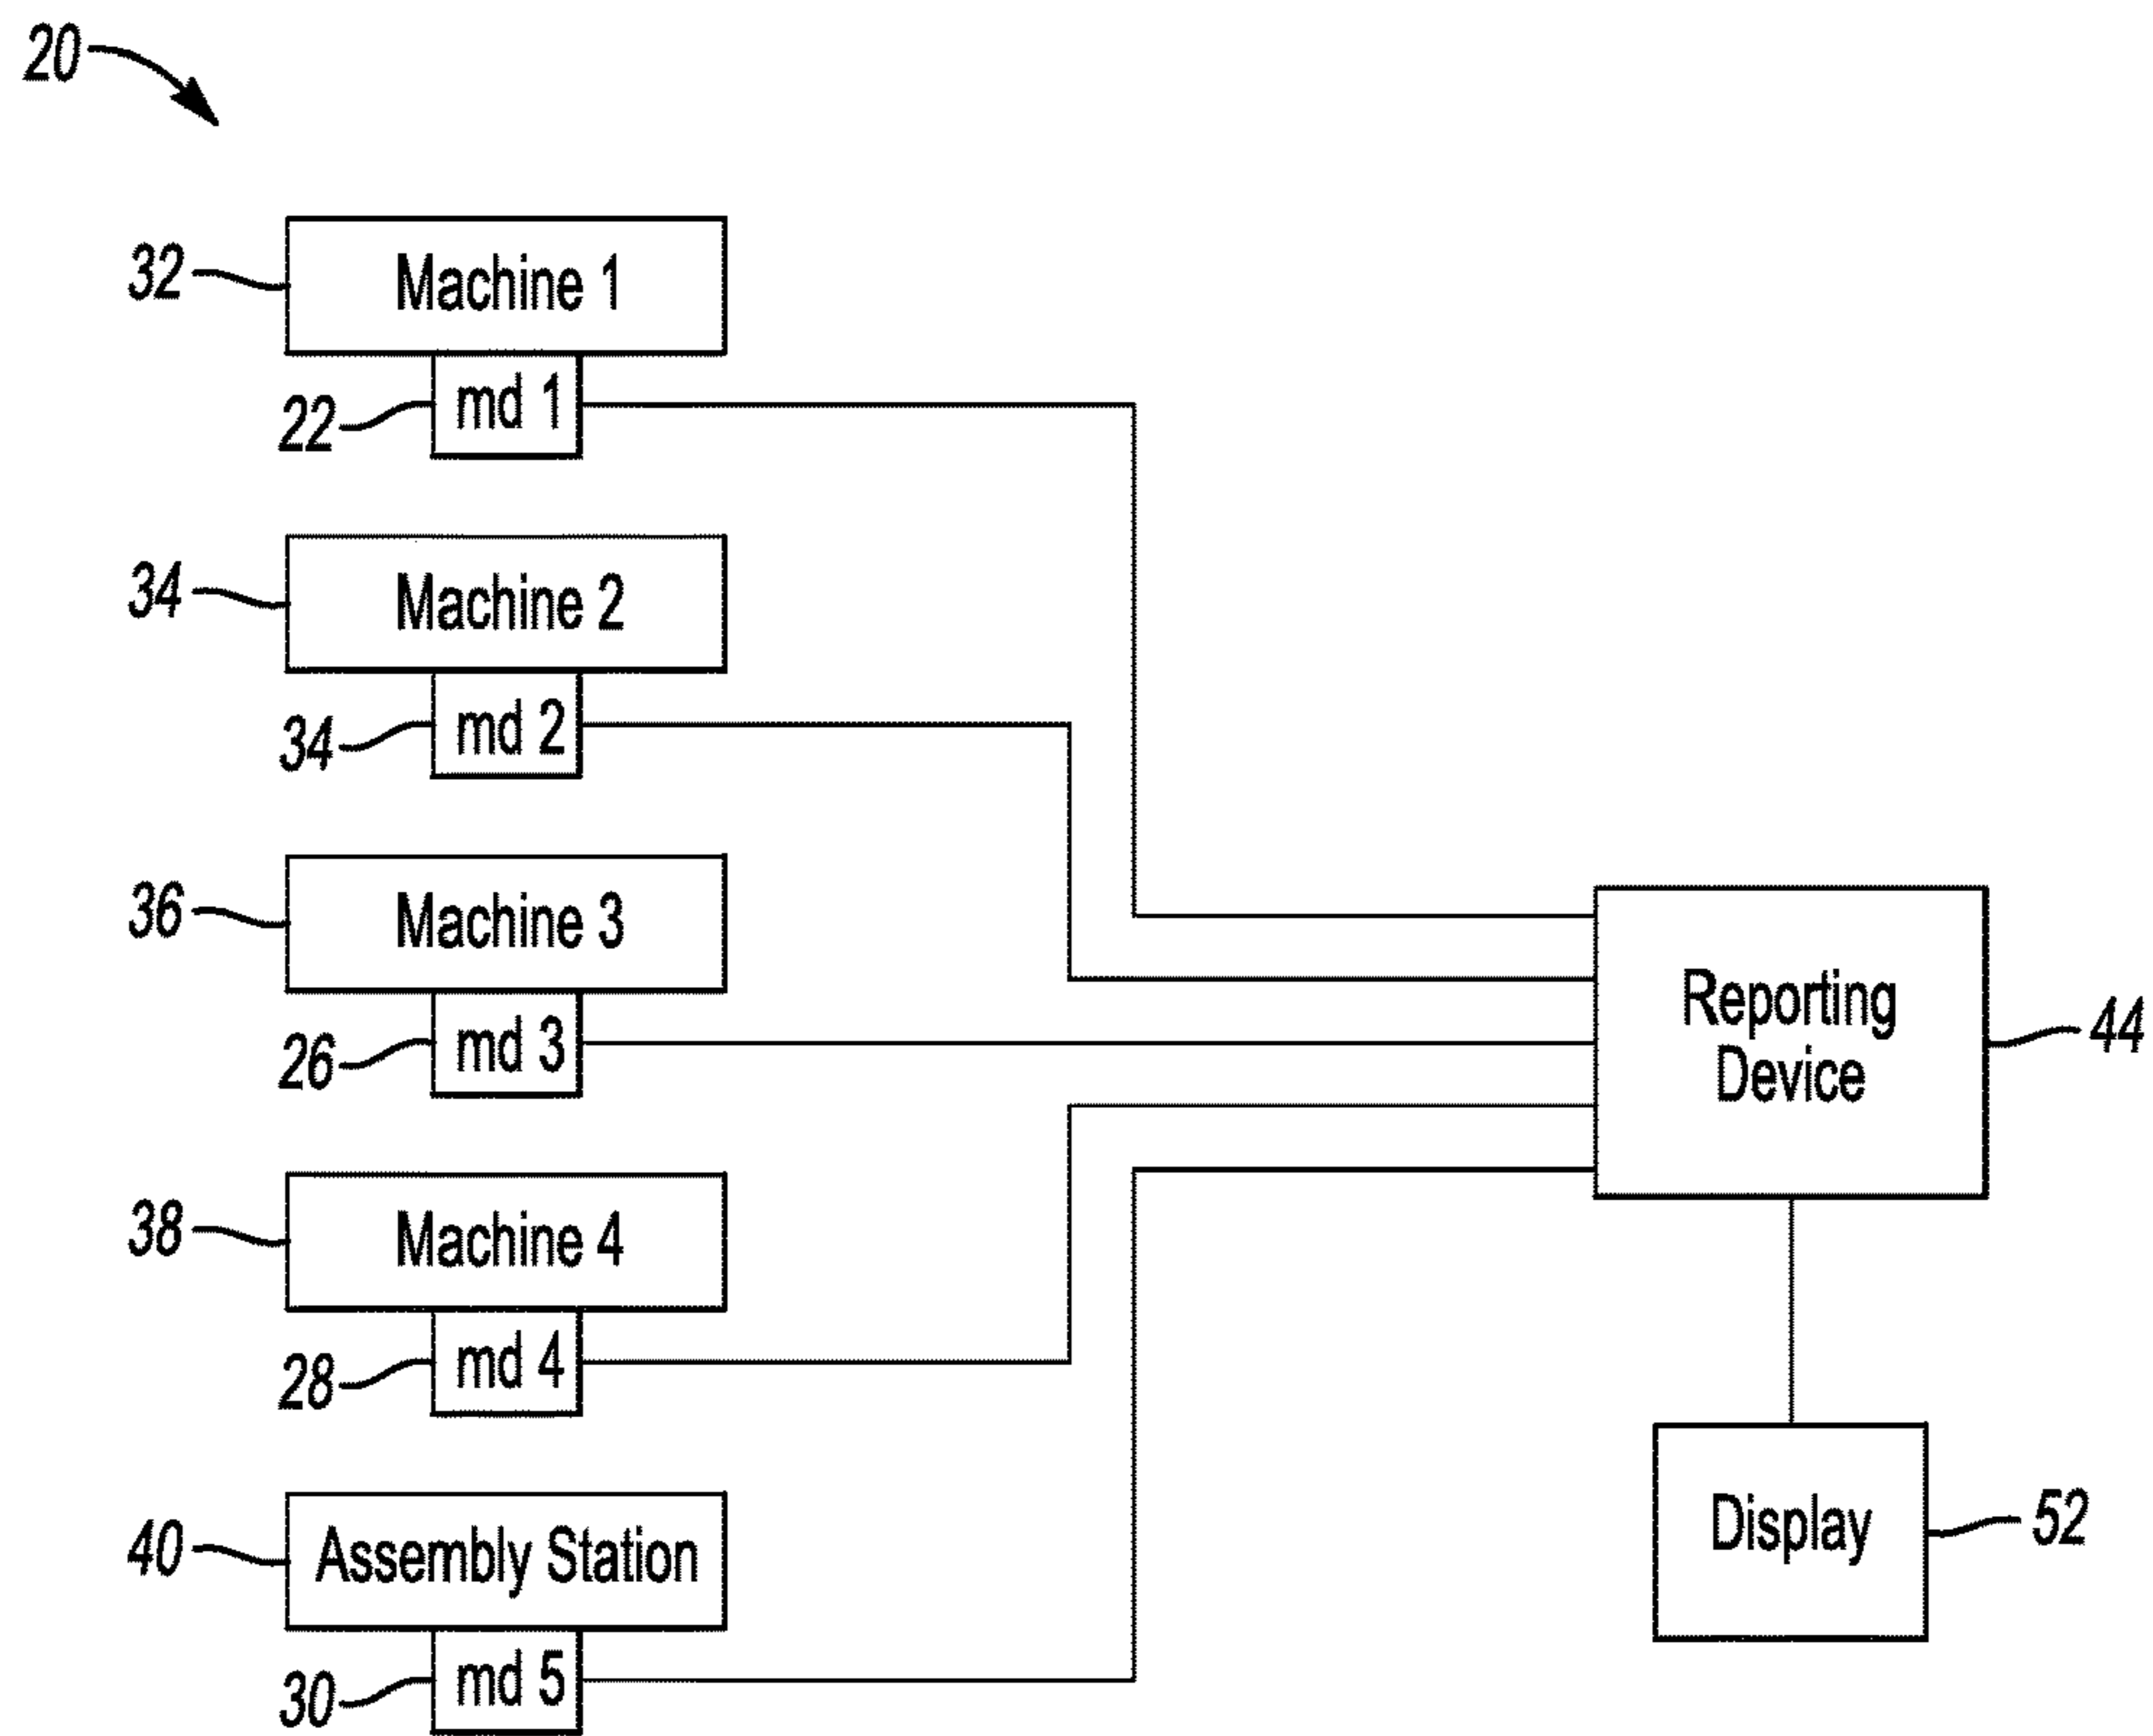 20
32
Machine 1
22
md 1
34
Machine 2
34
md 2
36
Machine 3
26
md 3
Reporting
Device
44
38
Machine 4
28
md 4
Display
52
40
Assembly Station
30
md 5